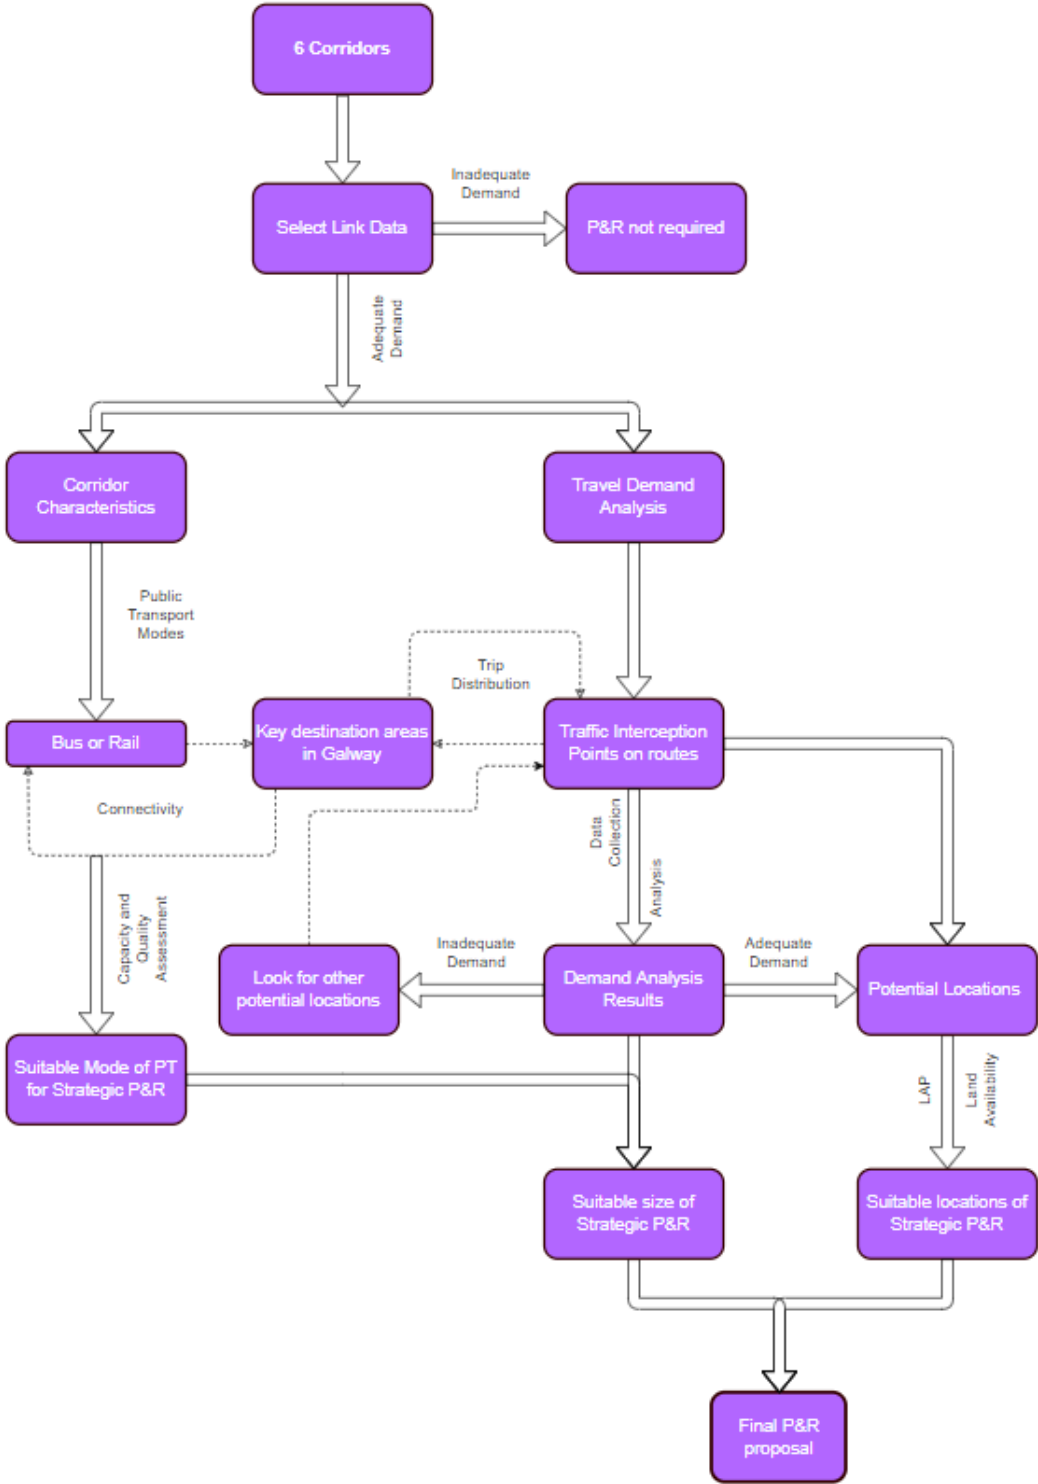 6 Corridors
Inadequate
Demand
Select Link Data
P&R not required
Adequate
Demand
Corridor
Characteristics
Travel Demand
Analysis
Public
Transport
Modes
Trip
Distribution
Bus or Rail
Key destination areas
in Galway
Traffic Interception
Points on routes
Connectivity
Data
Collection
Analysis
Capacity and
Quality
Assessment
Inadequate
Demand
Adequate
Demand
Look for other
potential locations
Demand Analysis
Results
Potential Locations
Suitable Mode of PT
for Strategic P&R
LAP
Land
Availability
Suitable size of
Strategic P&R
Suitable locations of
Strategic P&R
Final P&R
proposal